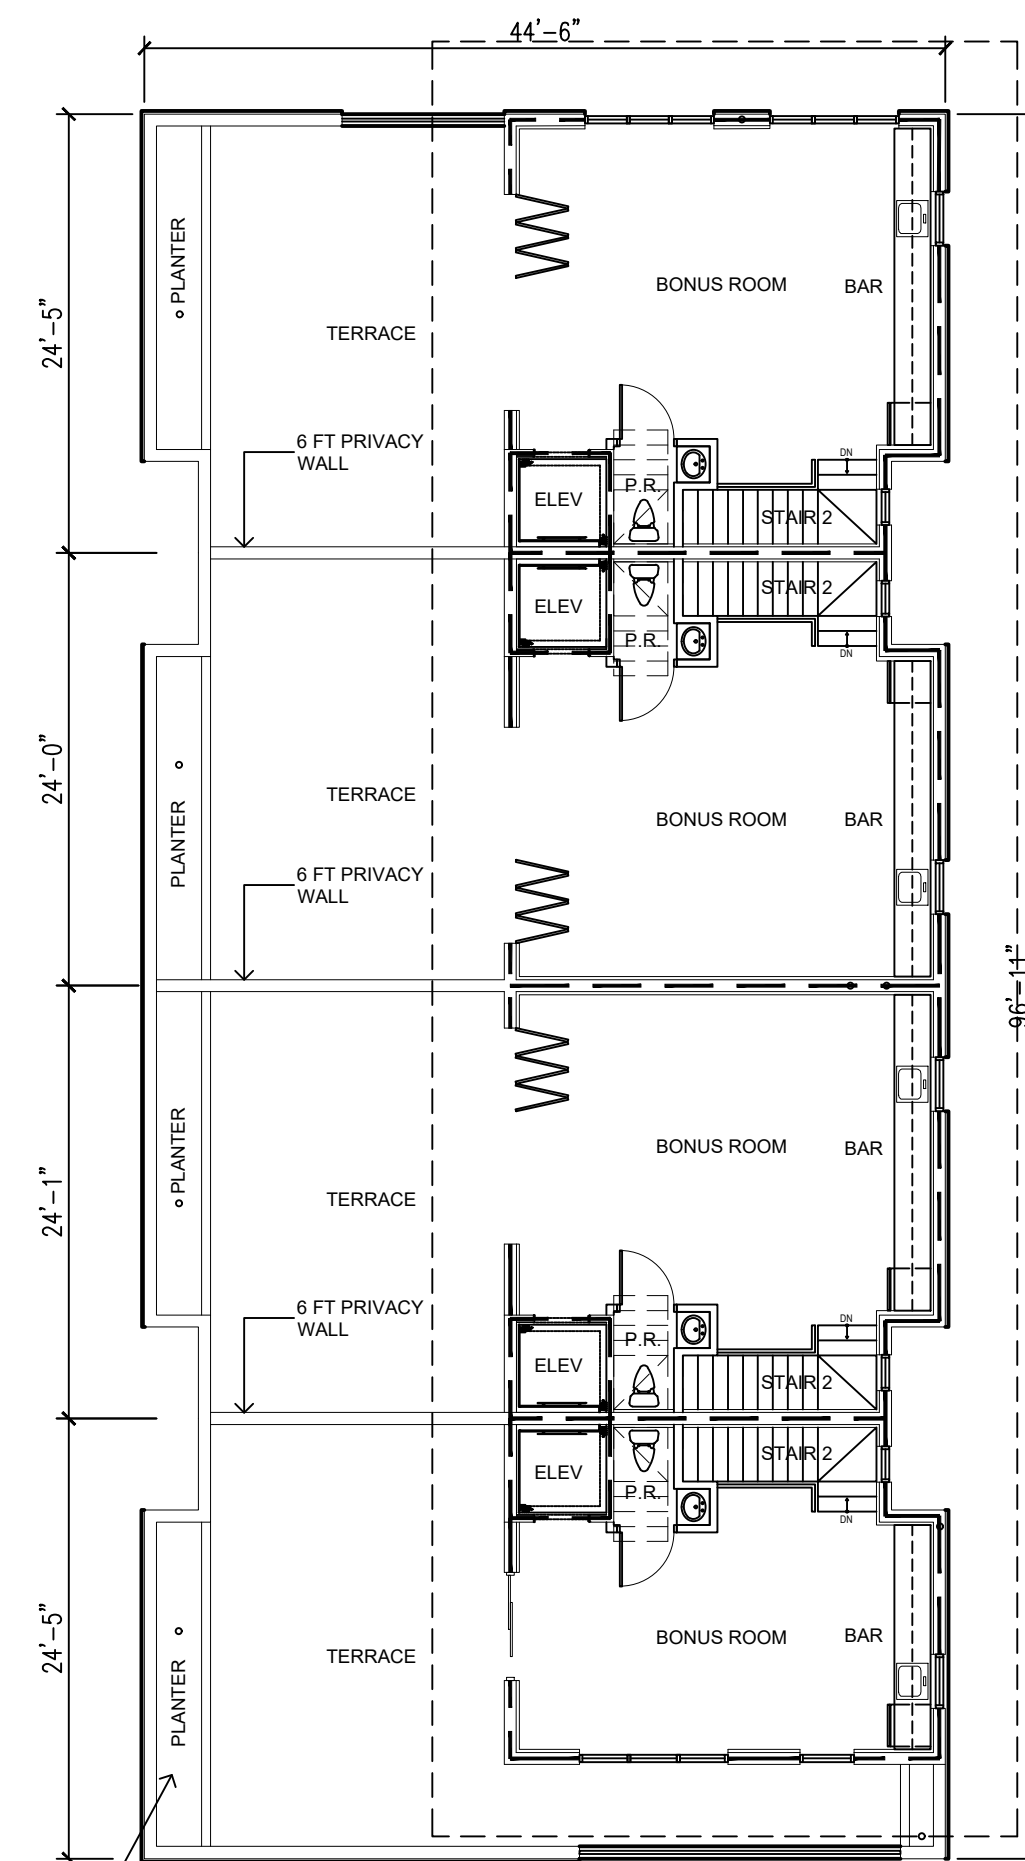 44'-6"
24'-5"
PLANTER
BONUS ROOM
BAR
TERRACE
6 FT PRIVACY
WALL
DN
P.R.
ELEV
STAIR 2
ELEV
STAIR 2
P.R.
DN
24'-0"
TERRACE
BONUS ROOM
BAR
PLANTER
6 FT PRIVACY
WALL
96'-11"
PLANTER
BONUS ROOM
BAR
24'-1"
TERRACE
6 FT PRIVACY
WALL
DN
P.R.
ELEV
STAIR 2
STAIR 2
ELEV
P.R.
DN
24'-5"
BONUS ROOM
BAR
TERRACE
PLANTER